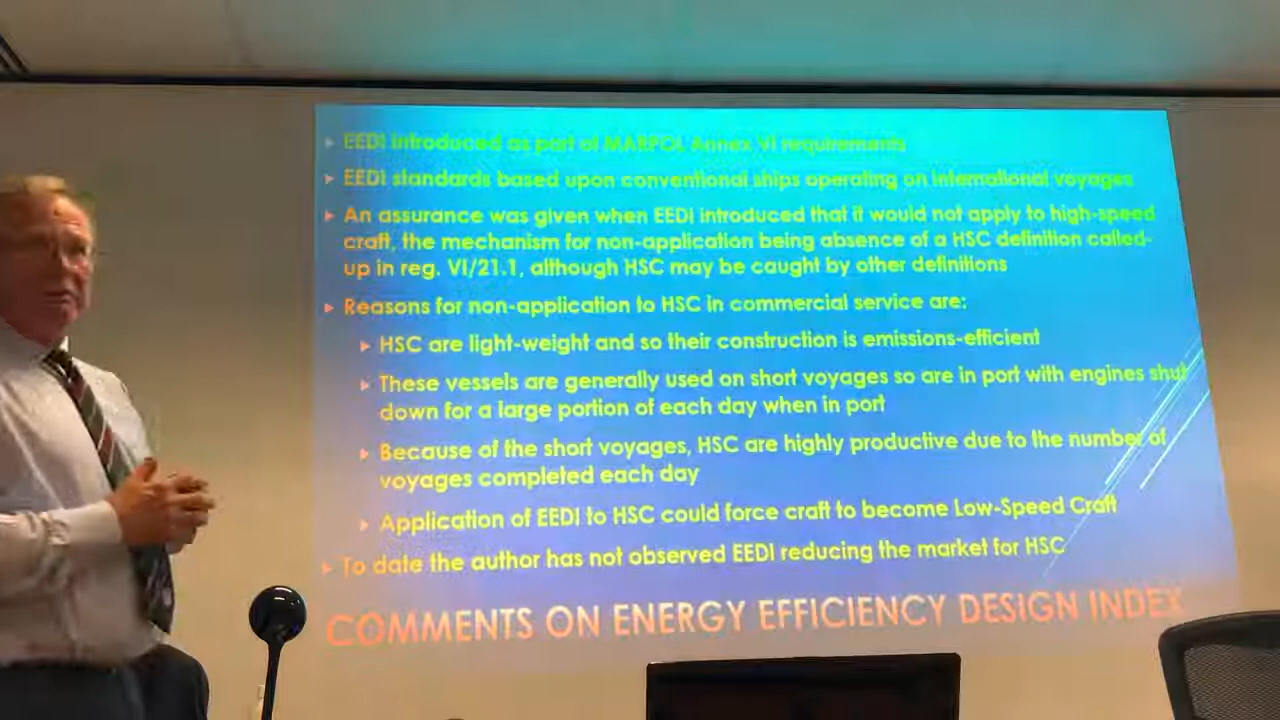 EEDI introduced as part of MARPOL Annex VI requirements
EEDI standards based upon conventional ships operating on international voyages
An assurance was given when EEDI introduced that it would not apply to high-speed
craft, the mechanism for non-application being absence of a HSC definition called-
up in reg. VI/21.1, although HSC may be caught by other definitions
Reasons for non-application to HSC in commercial service are:
HSC are light-weight and so their construction is emissions-efficient
These vessels are generally used on short voyages so are in port with engines shut
down for a large portion of each day when in port
Because of the short voyages, HSC are highly productive due to the number of
voyages completed each day
Application of EEDI to HSC could force craft to become Low-Speed Craft
To date the author has not observed EEDI reducing the market for HSC
COMMENTS ON ENERGY EFFICIENCY DESIGN INDEX